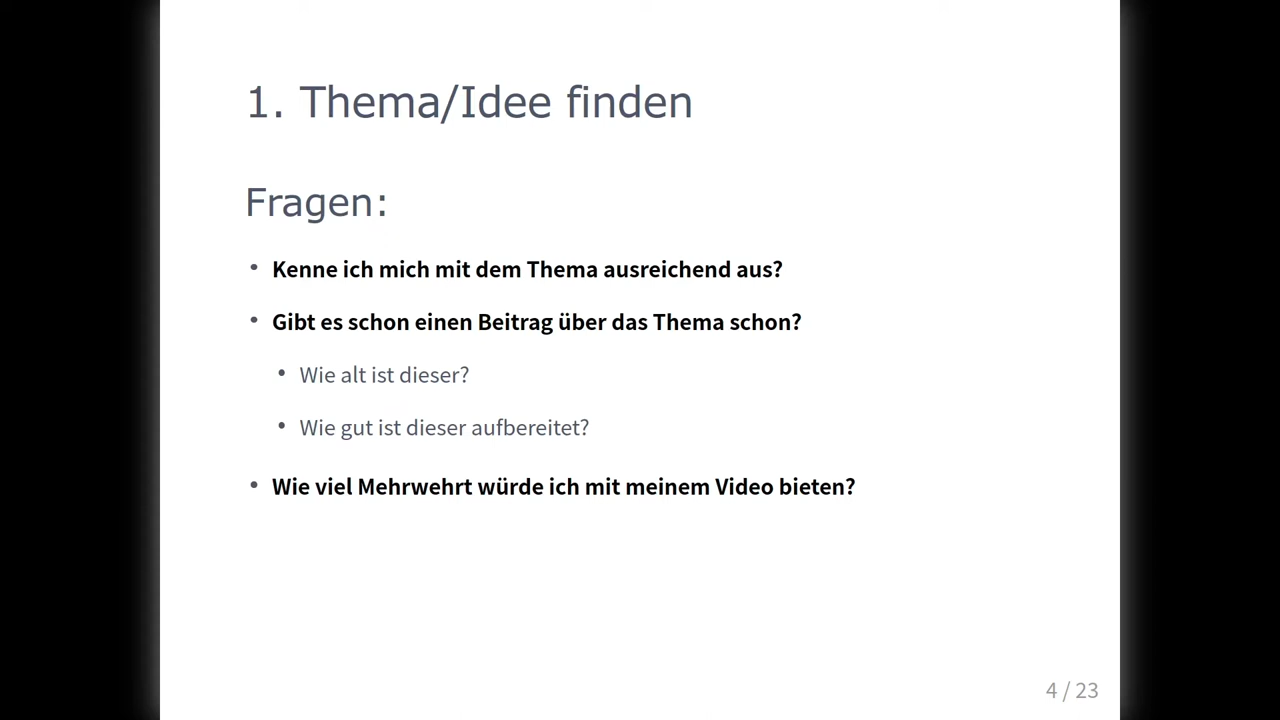 1. Thema/Idee finden
Fragen:
• Kenne ich mich mit dem Thema ausreichend aus?
• Gibt es schon einen Beitrag über das Thema schon?
• Wie alt ist dieser?
• Wie gut ist dieser aufbereitet?
• Wie viel Mehrwehrt würde ich mit meinem Video bieten?
4 / 23